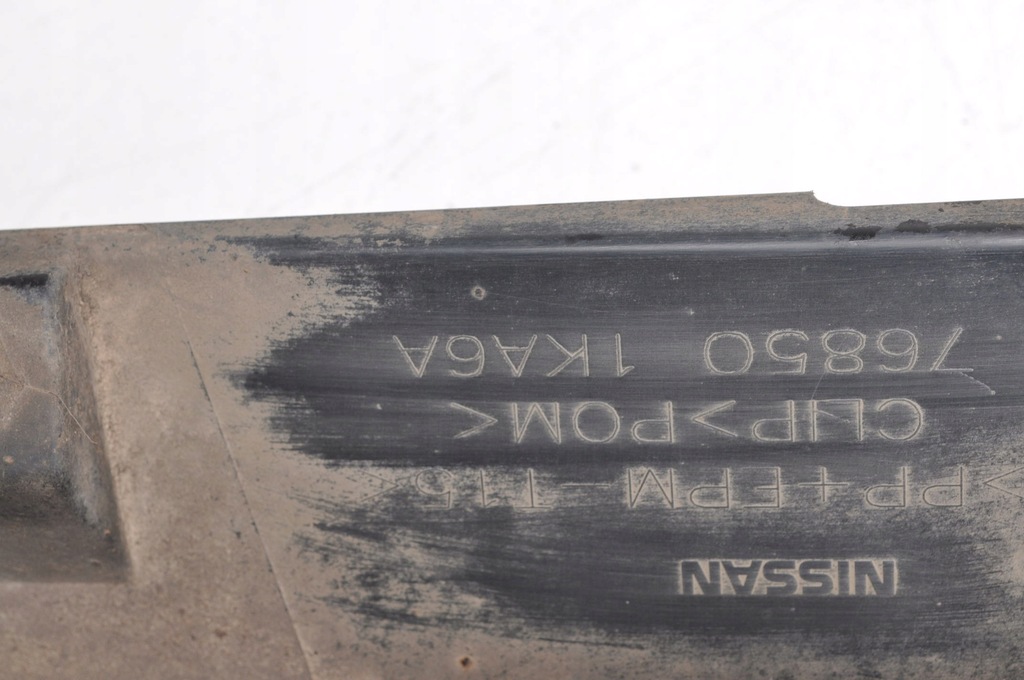 NISSAN
>PP+EPM-T15<
CLIP>POM<
76850 1KA6A